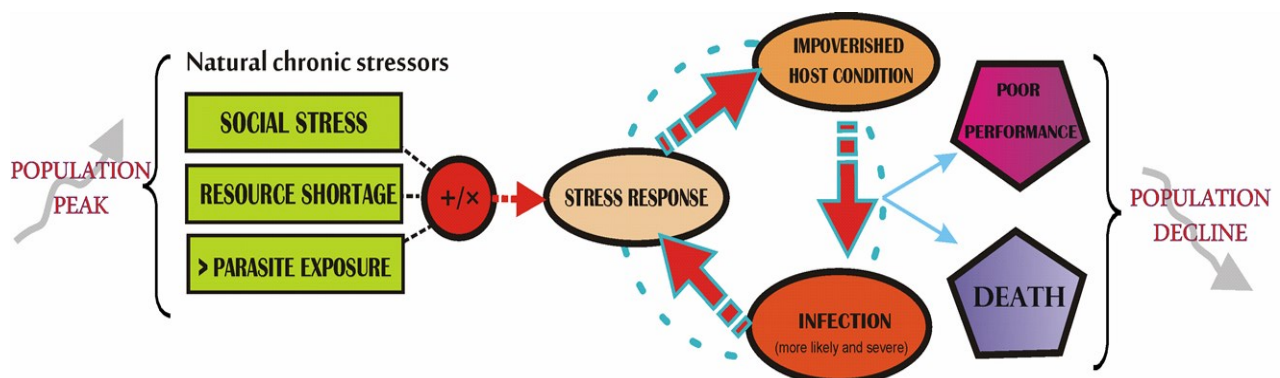 POPULATION
PEAK
Natural chronic stressors
SOCIAL STRESS
RESOURCE SHORTAGE
> PARASITE EXPOSURE
+/×
STRESS RESPONSE
IMPOVERISHED
HOST CONDITION
INFECTION
(more likely and severe)
POOR
PERFORMANCE
DEATH
POPULATION
DECLINE